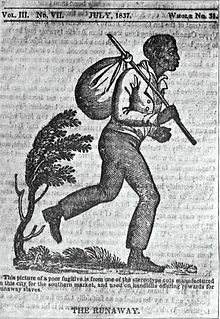 VOL. III. No. VII. JULY, 1837. WHOLE No. 31.
This picture of a poor fugitive is from one of the stereotype cuts manufactured
in this city for the southern market, and used on handbills offering rewards for
runaway slaves.
THE RUNAWAY.